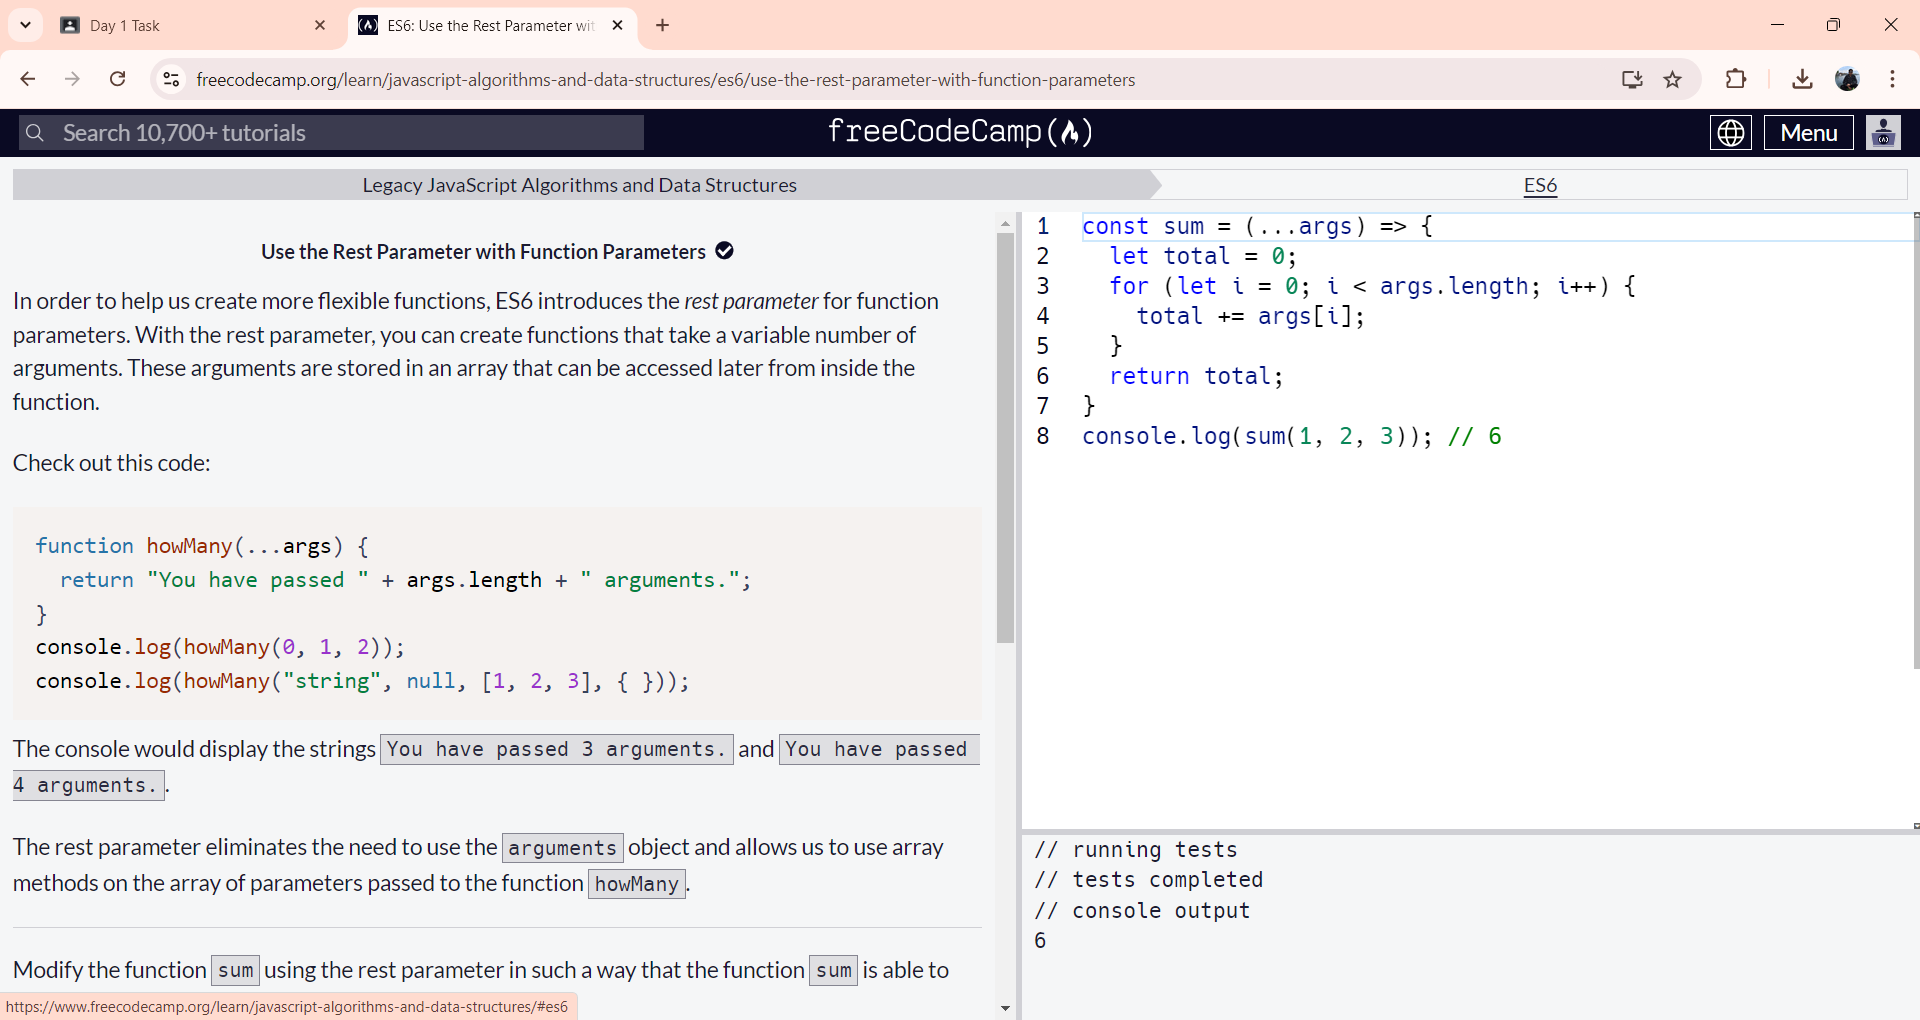 Day 1 Task
ES6: Use the Rest Parameter wit
freecodecamp.org/learn/javascript-algorithms-and-data-structures/es6/use-the-rest-parameter-with-function-parameters
Search 10,700+ tutorials
freeCodeCamp(🔥)
Menu
Legacy JavaScript Algorithms and Data Structures
ES6
Use the Rest Parameter with Function Parameters
In order to help us create more flexible functions, ES6 introduces the rest parameter for function
parameters. With the rest parameter, you can create functions that take a variable number of
arguments. These arguments are stored in an array that can be accessed later from inside the
function.
Check out this code:
function howMany(...args) {
  return "You have passed " + args.length + " arguments.";
}
console.log(howMany(0, 1, 2));
console.log(howMany("string", null, [1, 2, 3], { }));
The console would display the strings You have passed 3 arguments. and You have passed
4 arguments..
The rest parameter eliminates the need to use the arguments object and allows us to use array
methods on the array of parameters passed to the function howMany.
Modify the function sum using the rest parameter in such a way that the function sum is able to
https://www.freecodecamp.org/learn/javascript-algorithms-and-data-structures/#es6
1 const sum = (...args) => {
2   let total = 0;
3   for (let i = 0; i < args.length; i++) {
4     total += args[i];
5   }
6   return total;
7 }
8 console.log(sum(1, 2, 3)); // 6
// running tests
// tests completed
// console output
6